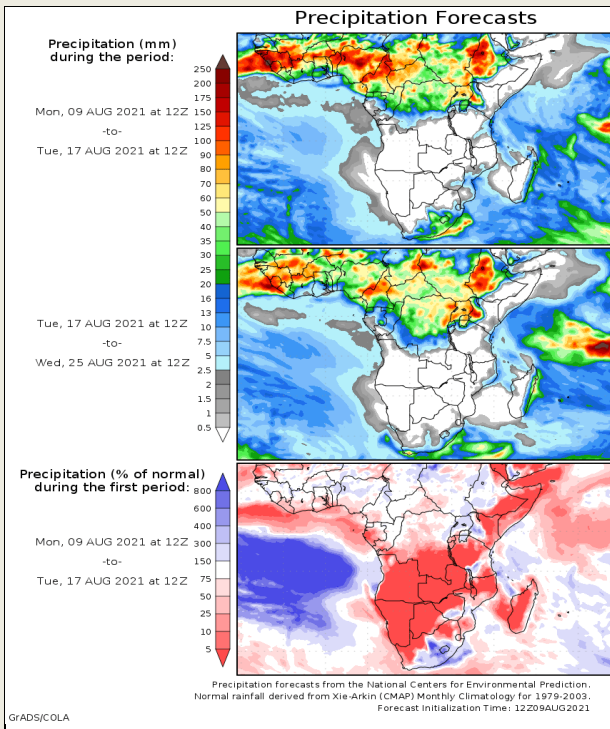 Precipitation Forecasts
Precipitation (mm)
during the period:
Mon, 09 AUG 2021 at 12Z
-to-
Tue, 17 AUG 2021 at 12Z
250
200
175
150
125
100
90
80
70
60
50
40
35
30
25
20
16
13
10
7.5
5
2.5
2
1.5
1
0.5
Tue, 17 AUG 2021 at 12Z
-to-
Wed, 25 AUG 2021 at 12Z
Precipitation (% of normal)
during the first period:
Mon, 09 AUG 2021 at 12Z
-to-
Tue, 17 AUG 2021 at 12Z
800
600
400
300
150
75
50
25
10
5
Precipitation forecasts from the National Centers for Environmental Prediction.
Normal rainfall derived from Xie-Arkin (CMAP) Monthly Climatology for 1979-2003.
Forecast Initialization Time: 12Z09AUG2021
GrADS/COLA